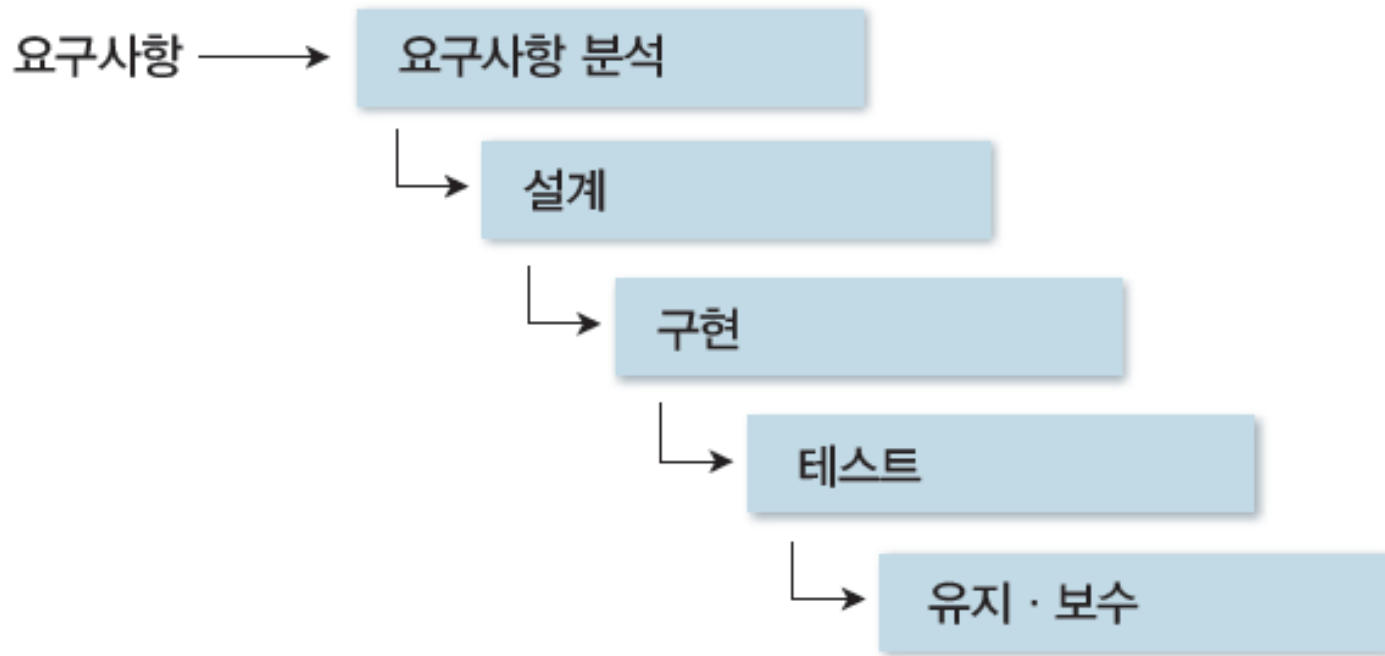 요구사항
요구사항 분석
설계
구현
테스트
유지 · 보수